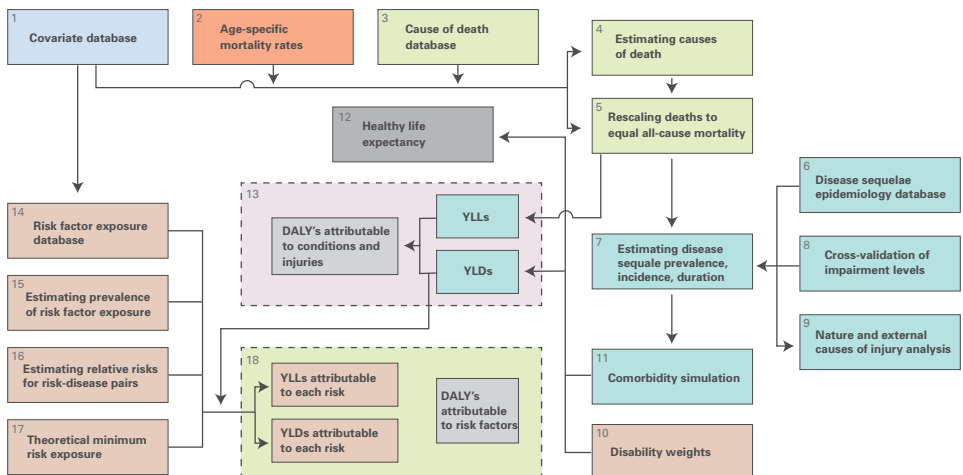 1
Covariate database
2
Age-specific
mortality rates
3
Cause of death
database
4
Estimating causes
of death
5
Rescaling deaths to
equal all-cause mortality
12
Healthy life
expectancy
6
Disease sequelae
epidemiology database
13
YLLs
DALY's attributable
to conditions and
injuries
YLDs
14
Risk factor exposure
database
7
Estimating disease
sequale prevalence,
incidence, duration
8
Cross-validation of
impairment levels
15
Estimating prevalence
of risk factor exposure
9
Nature and external
causes of injury analysis
16
Estimating relative risks
for risk-disease pairs
18
YLLs attributable
to each risk
DALY's
attributable
to risk factors
YLDs attributable
to each risk
11
Comorbidity simulation
17
Theoretical minimum
risk exposure
10
Disability weights